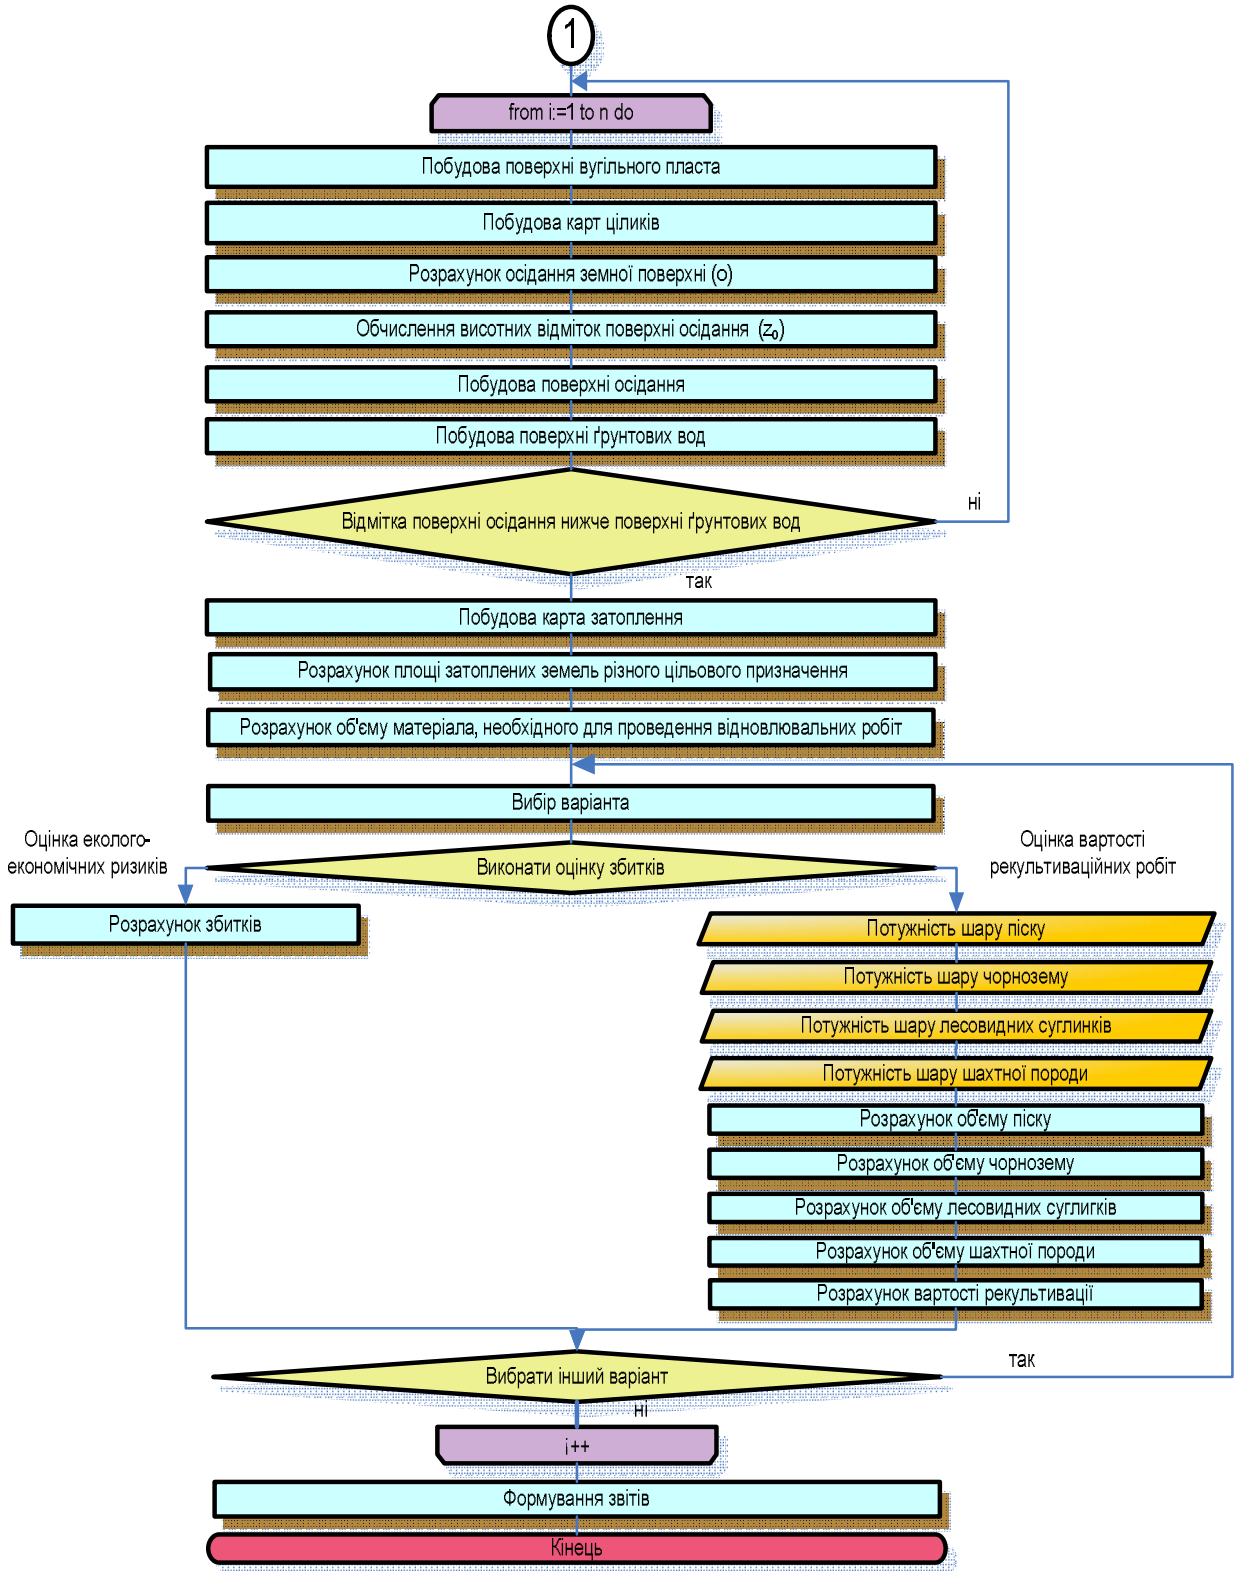 1
from i:=1 to n do
Побудова поверхні вугільного пласта
Побудова карт ціликів
Розрахунок осідання земної поверхні (о)
Обчислення висотних відміток поверхні осідання (z₀)
Побудова поверхні осідання
Побудова поверхні ґрунтових вод
ні
Відмітка поверхні осідання нижче поверхні ґрунтових вод
так
Побудова карта затоплення
Розрахунок площі затоплених земель різного цільового призначення
Розрахунок об'єму матеріала, необхідного для проведення відновлювальних робіт
Вибір варіанта
Оцінка еколого-
економічних ризиків
Виконати оцінку збитків
Оцінка вартості
рекультиваційних робіт
Розрахунок збитків
Потужність шару піску
Потужність шару чорнозему
Потужність шару лесовидних суглинків
Потужність шару шахтної породи
Розрахунок об'єму піску
Розрахунок об'єму чорнозему
Розрахунок об'єму лесовидних суглигків
Розрахунок об'єму шахтної породи
Розрахунок вартості рекультивації
Вибрати інший варіант
так
ні
i++
Формування звітів
Кінець